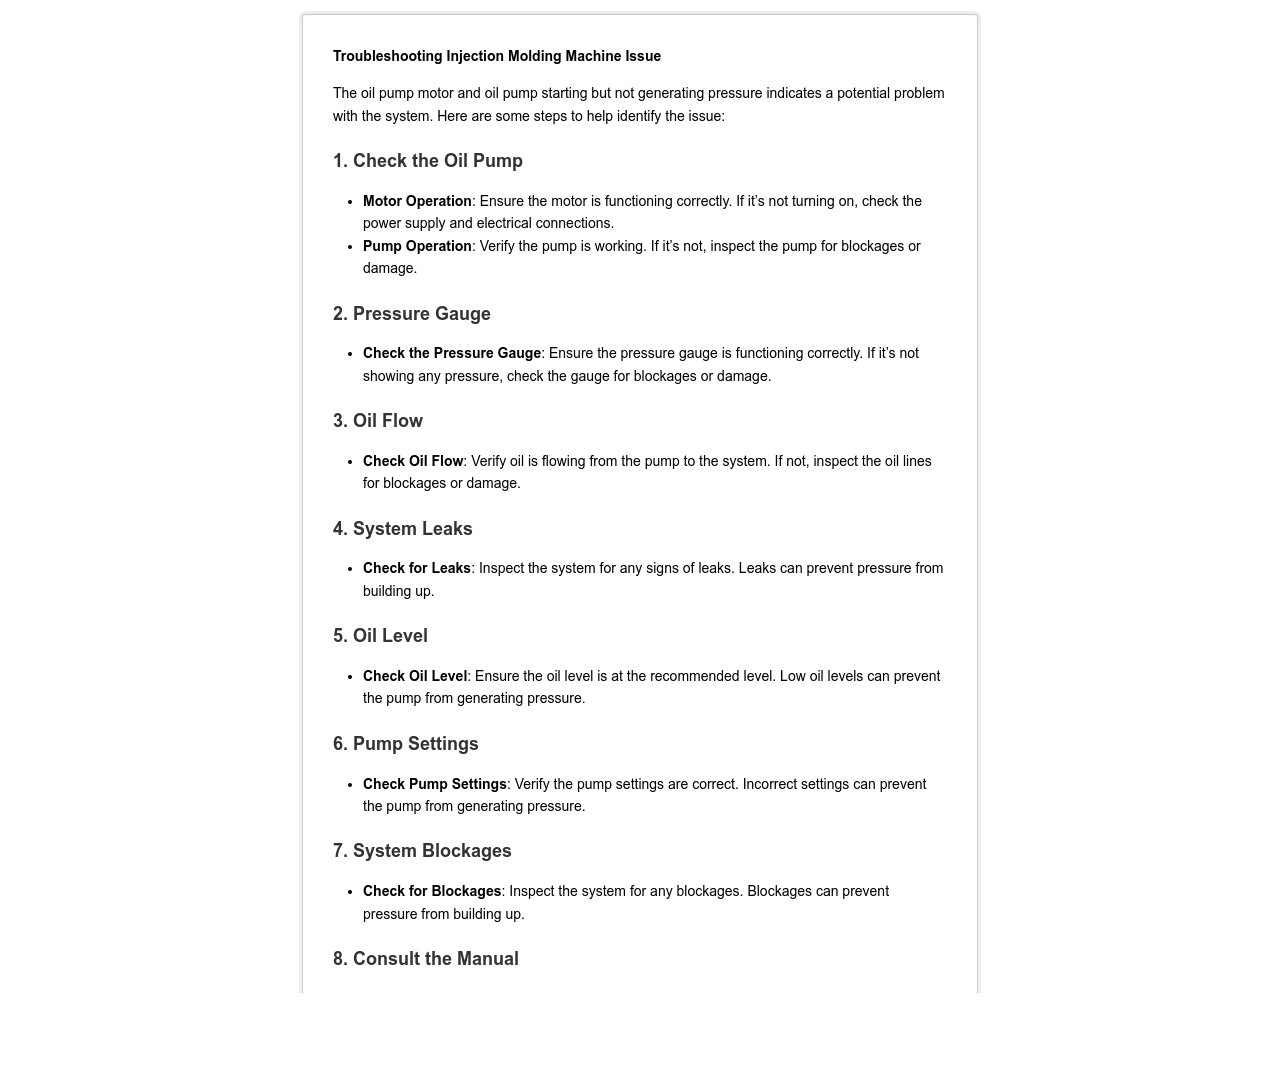 Troubleshooting Injection Molding Machine Issue
The oil pump motor and oil pump starting but not generating pressure indicates a potential problem
with the system. Here are some steps to help identify the issue:
1. Check the Oil Pump
• Motor Operation: Ensure the motor is functioning correctly. If it’s not turning on, check the
power supply and electrical connections.
• Pump Operation: Verify the pump is working. If it’s not, inspect the pump for blockages or
damage.
2. Pressure Gauge
• Check the Pressure Gauge: Ensure the pressure gauge is functioning correctly. If it’s not
showing any pressure, check the gauge for blockages or damage.
3. Oil Flow
• Check Oil Flow: Verify oil is flowing from the pump to the system. If not, inspect the oil lines
for blockages or damage.
4. System Leaks
• Check for Leaks: Inspect the system for any signs of leaks. Leaks can prevent pressure from
building up.
5. Oil Level
• Check Oil Level: Ensure the oil level is at the recommended level. Low oil levels can prevent
the pump from generating pressure.
6. Pump Settings
• Check Pump Settings: Verify the pump settings are correct. Incorrect settings can prevent
the pump from generating pressure.
7. System Blockages
• Check for Blockages: Inspect the system for any blockages. Blockages can prevent
pressure from building up.
8. Consult the Manual